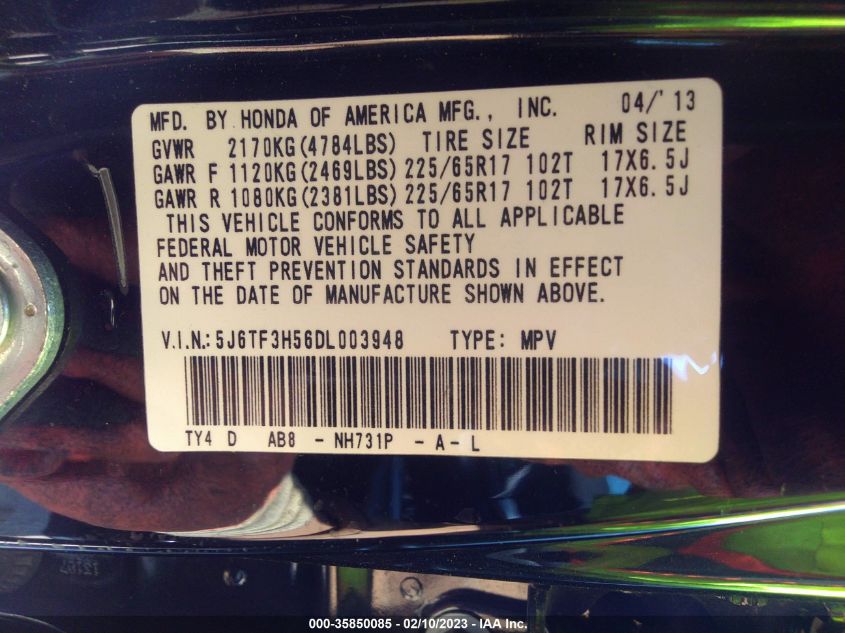 MFD. BY HONDA OF AMERICA MFG., INC. 04/'13
GVWR 2170KG(4784LBS) TIRE SIZE RIM SIZE
GAWR F 1120KG(2469LBS) 225/65R17 102T 17X6.5J
GAWR R 1080KG(2381LBS) 225/65R17 102T 17X6.5J
THIS VEHICLE CONFORMS TO ALL APPLICABLE
FEDERAL MOTOR VEHICLE SAFETY
AND THEFT PREVENTION STANDARDS IN EFFECT
ON THE DATE OF MANUFACTURE SHOWN ABOVE.
V.I.N.: 5J6TF3H56DL003948 TYPE: MPV
TY4 D AB8 - NH731P - A - L
000-35850085 - 02/10/2023 - IAA Inc.